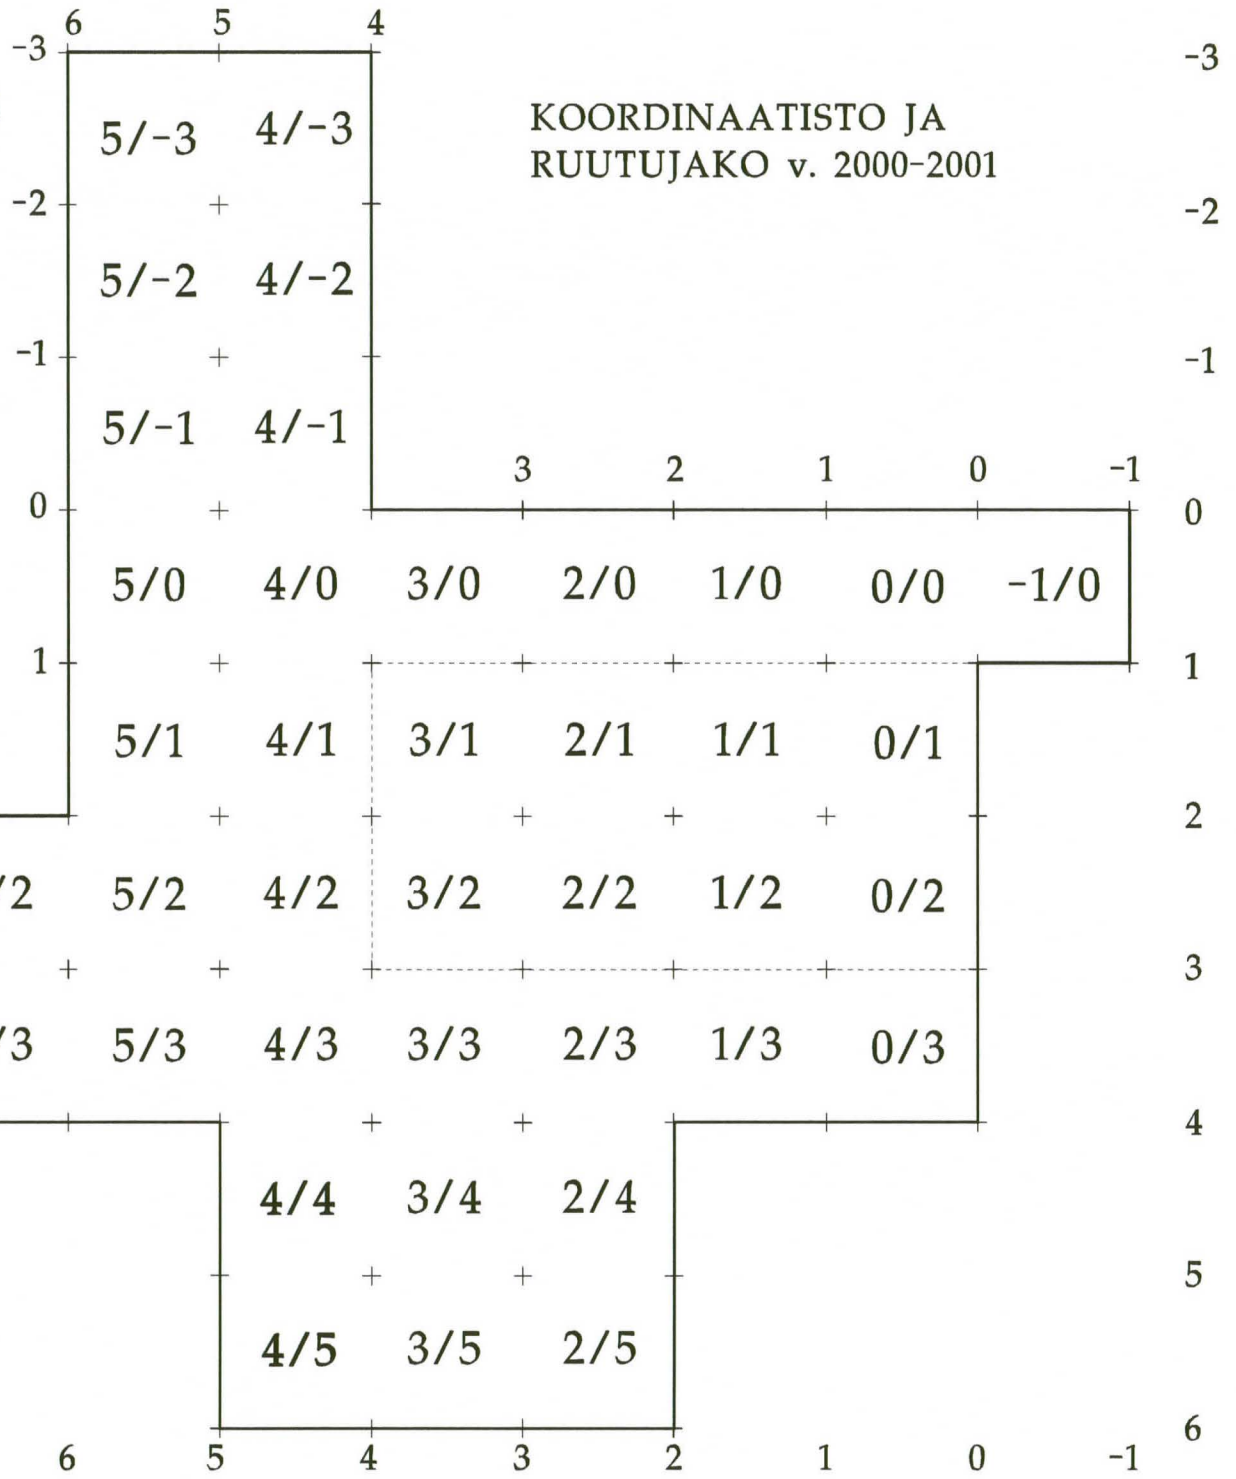 6 5 4
-3 -3
KOORDINAATISTO JA
5/-3 4/-3
RUUTUJAKO v. 2000-2001
-2 -2
5/-2 4/-2
-1 -1
5/-1 4/-1
3 2 1 0 -1
0 0
5/0 4/0 3/0 2/0 1/0 0/0 -1/0
1 1
5/1 4/1 3/1 2/1 1/1 0/1
2
/2 5/2 4/2 3/2 2/2 1/2 0/2
3
/3 5/3 4/3 3/3 2/3 1/3 0/3
4
4/4 3/4 2/4
5
4/5 3/5 2/5
6
6 5 4 3 2 1 0 -1